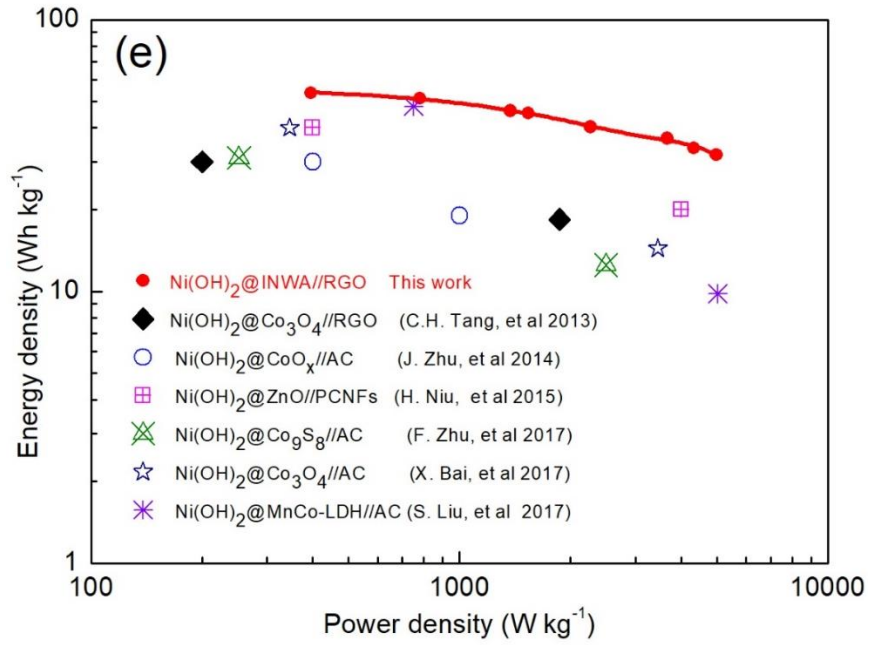 (e)
100
10
1
Energy density (Wh kg⁻¹)
Ni(OH)₂@INWA//RGO This work
Ni(OH)₂@Co₃O₄//RGO (C.H. Tang, et al 2013)
Ni(OH)₂@CoOₓ//AC (J. Zhu, et al 2014)
Ni(OH)₂@ZnO//PCNFs (H. Niu, et al 2015)
Ni(OH)₂@Co₉S₈//AC (F. Zhu, et al 2017)
Ni(OH)₂@Co₃O₄//AC (X. Bai, et al 2017)
Ni(OH)₂@MnCo-LDH//AC (S. Liu, et al 2017)
100 1000 10000
Power density (W kg⁻¹)